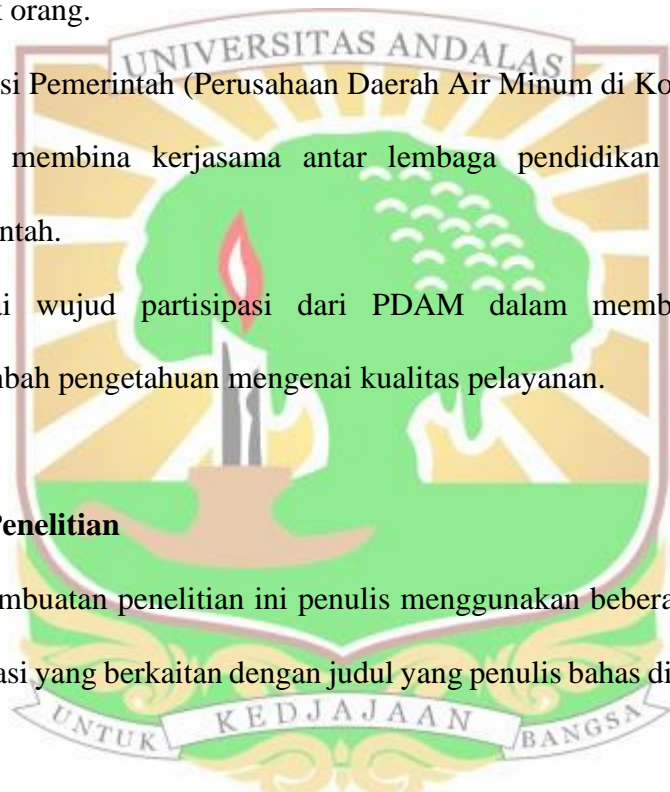 orang.
UNIVERSITAS ANDALAS
si Pemerintah (Perusahaan Daerah Air Minum di Ko
membina kerjasama antar lembaga pendidikan
ntah.
wujud partisipasi dari PDAM dalam memb
bah pengetahuan mengenai kualitas pelayanan.
Penelitian
mbuatan penelitian ini penulis menggunakan bebera
asi yang berkaitan dengan judul yang penulis bahas di
UNTUK KEDJAJAAN BANGSA